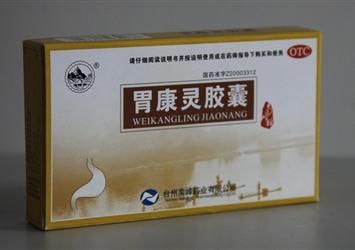 请仔细阅读说明书并按说明使用或在药师指导下购买和使用
OTC
国药准字Z20003312
胃康灵胶囊
WEIKANGLING JIAONANG
台州南峰药业有限公司